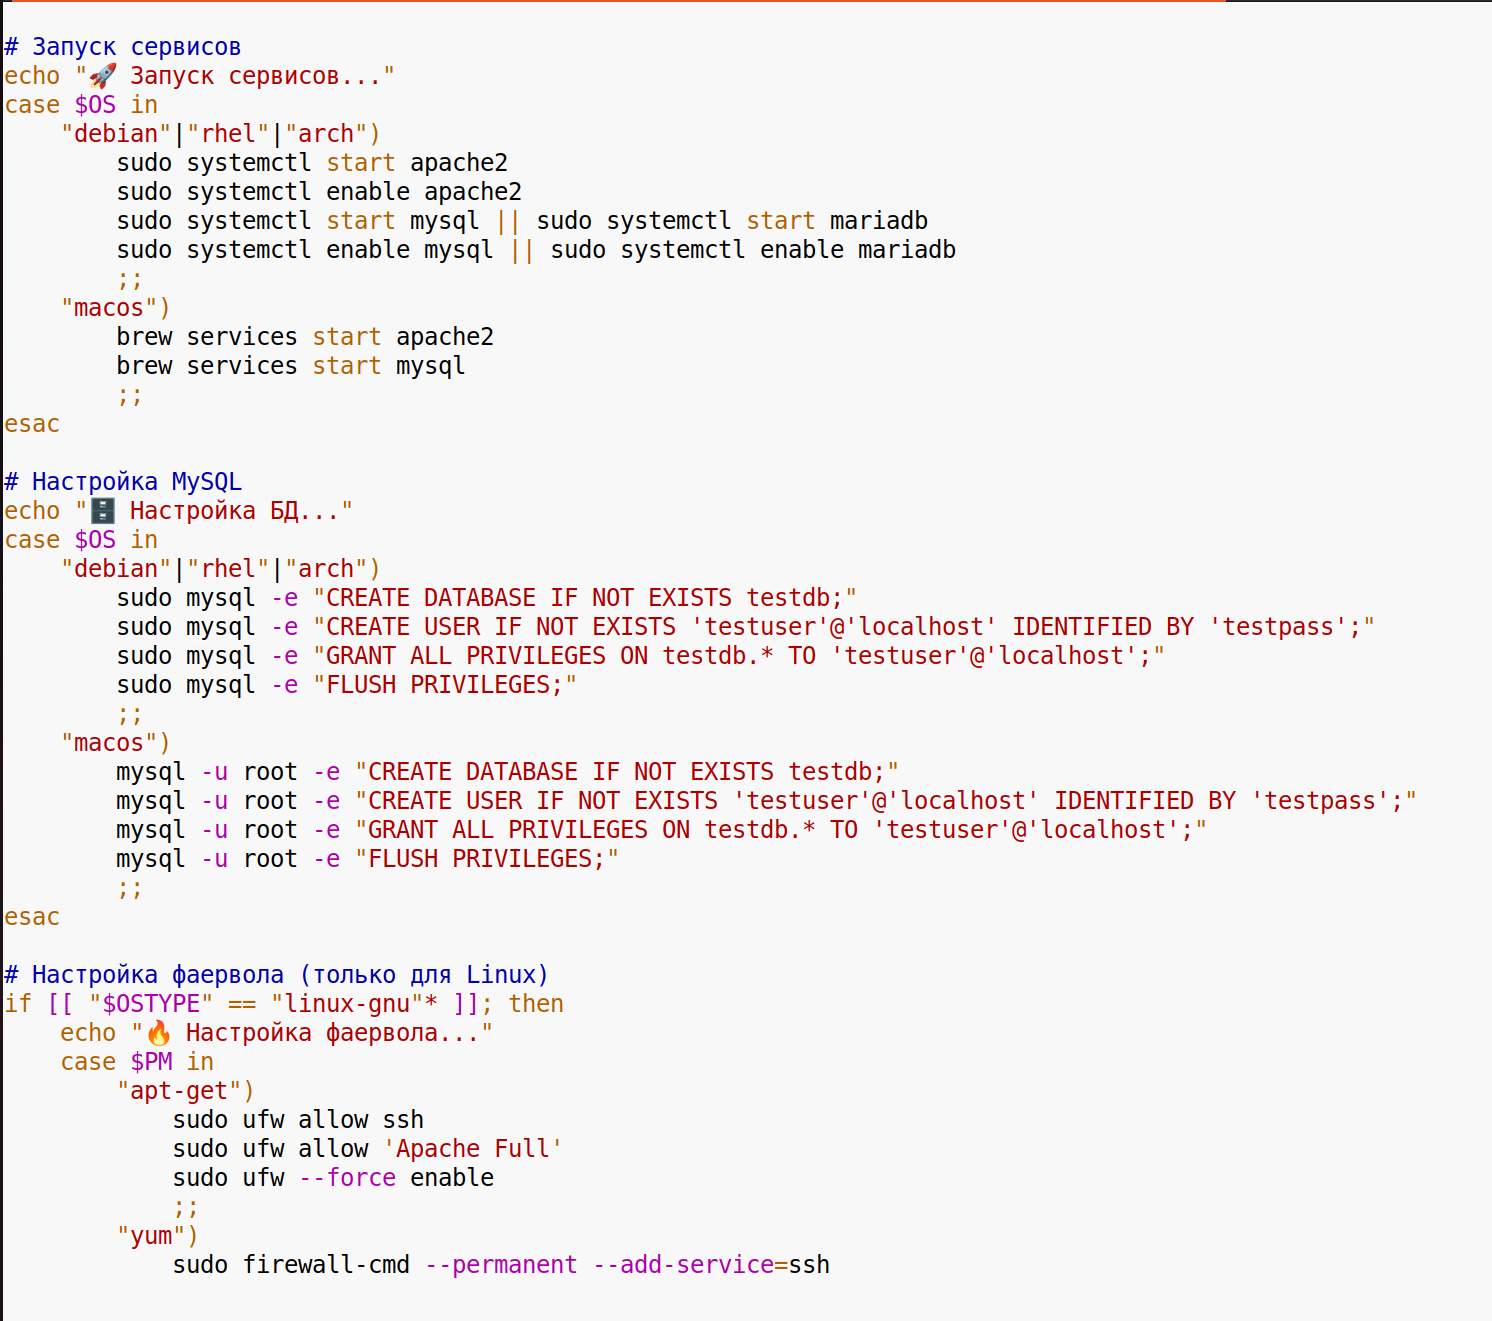 # Запуск сервисов
echo "🚀 Запуск сервисов..."
case $OS in
    "debian"|"rhel"|"arch")
        sudo systemctl start apache2
        sudo systemctl enable apache2
        sudo systemctl start mysql || sudo systemctl start mariadb
        sudo systemctl enable mysql || sudo systemctl enable mariadb
        ;;
    "macos")
        brew services start apache2
        brew services start mysql
        ;;
esac

# Настройка MySQL
echo "🗄️ Настройка БД..."
case $OS in
    "debian"|"rhel"|"arch")
        sudo mysql -e "CREATE DATABASE IF NOT EXISTS testdb;"
        sudo mysql -e "CREATE USER IF NOT EXISTS 'testuser'@'localhost' IDENTIFIED BY 'testpass';"
        sudo mysql -e "GRANT ALL PRIVILEGES ON testdb.* TO 'testuser'@'localhost';"
        sudo mysql -e "FLUSH PRIVILEGES;"
        ;;
    "macos")
        mysql -u root -e "CREATE DATABASE IF NOT EXISTS testdb;"
        mysql -u root -e "CREATE USER IF NOT EXISTS 'testuser'@'localhost' IDENTIFIED BY 'testpass';"
        mysql -u root -e "GRANT ALL PRIVILEGES ON testdb.* TO 'testuser'@'localhost';"
        mysql -u root -e "FLUSH PRIVILEGES;"
        ;;
esac

# Настройка фаервола (только для Linux)
if [[ "$OSTYPE" == "linux-gnu"* ]]; then
    echo "🔥 Настройка фаервола..."
    case $PM in
        "apt-get")
            sudo ufw allow ssh
            sudo ufw allow 'Apache Full'
            sudo ufw --force enable
            ;;
        "yum")
            sudo firewall-cmd --permanent --add-service=ssh